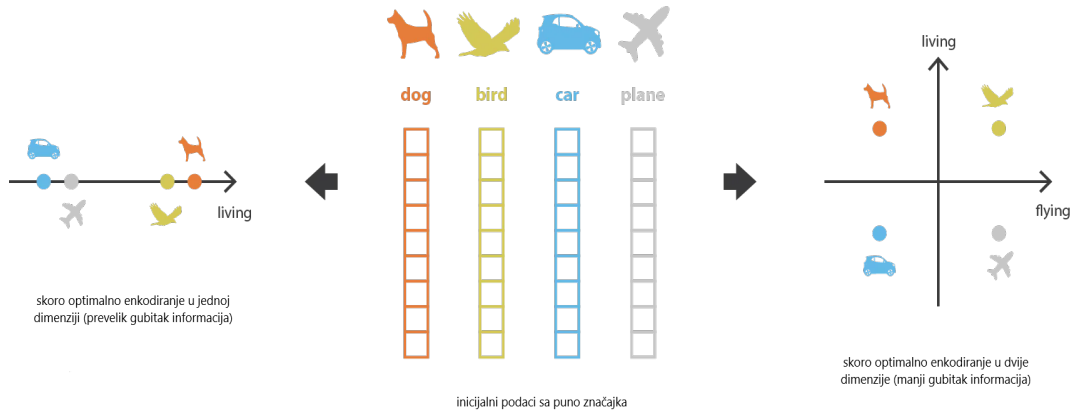 dog
bird
car
plane
living
skoro optimalno enkodiranje u jednoj
dimenziji (prevelik gubitak informacija)
inicijalni podaci sa puno značajka
living
flying
skoro optimalno enkodiranje u dvije
dimenzije (manji gubitak informacija)